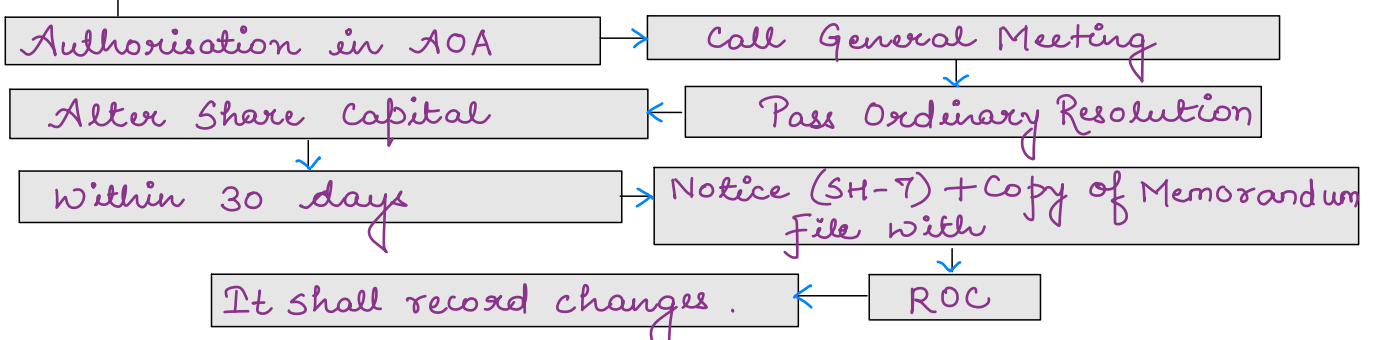 Authorisation in AOA
Call General Meeting
Pass Ordinary Resolution
Alter Share Capital
Within 30 days
Notice (SH-7) + Copy of Memorandum
File with
ROC
It shall record changes.